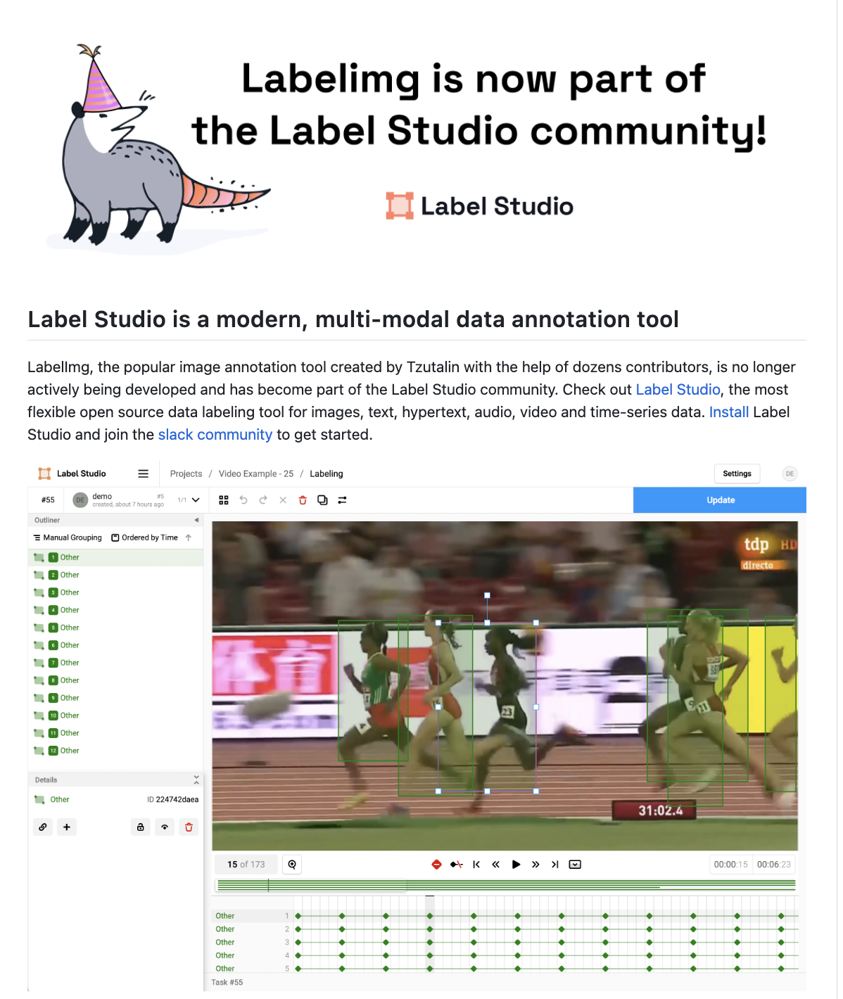 Labelimg is now part of
the Label Studio community!
Label Studio
Label Studio is a modern, multi-modal data annotation tool
LabelImg, the popular image annotation tool created by Tzutalin with the help of dozens contributors, is no longer
actively being developed and has become part of the Label Studio community. Check out Label Studio, the most
flexible open source data labeling tool for images, text, hypertext, audio, video and time-series data. Install Label
Studio and join the slack community to get started.
Label Studio
Projects / Video Example - 25 / Labeling
Settings
DE
#55
DE
demo
#5
created, about 7 hours ago
1/1
Update
Outliner
Manual Grouping
Ordered by Time
1 Other
2 Other
3 Other
4 Other
5 Other
6 Other
7 Other
8 Other
9 Other
10 Other
11 Other
12 Other
Details
Other
ID 224742daea
tdp HD
directo
体育
31:02.4
15 of 173
00:00:15
00:06:23
Other 1
Other 2
Other 3
Other 4
Other 5
Task #55